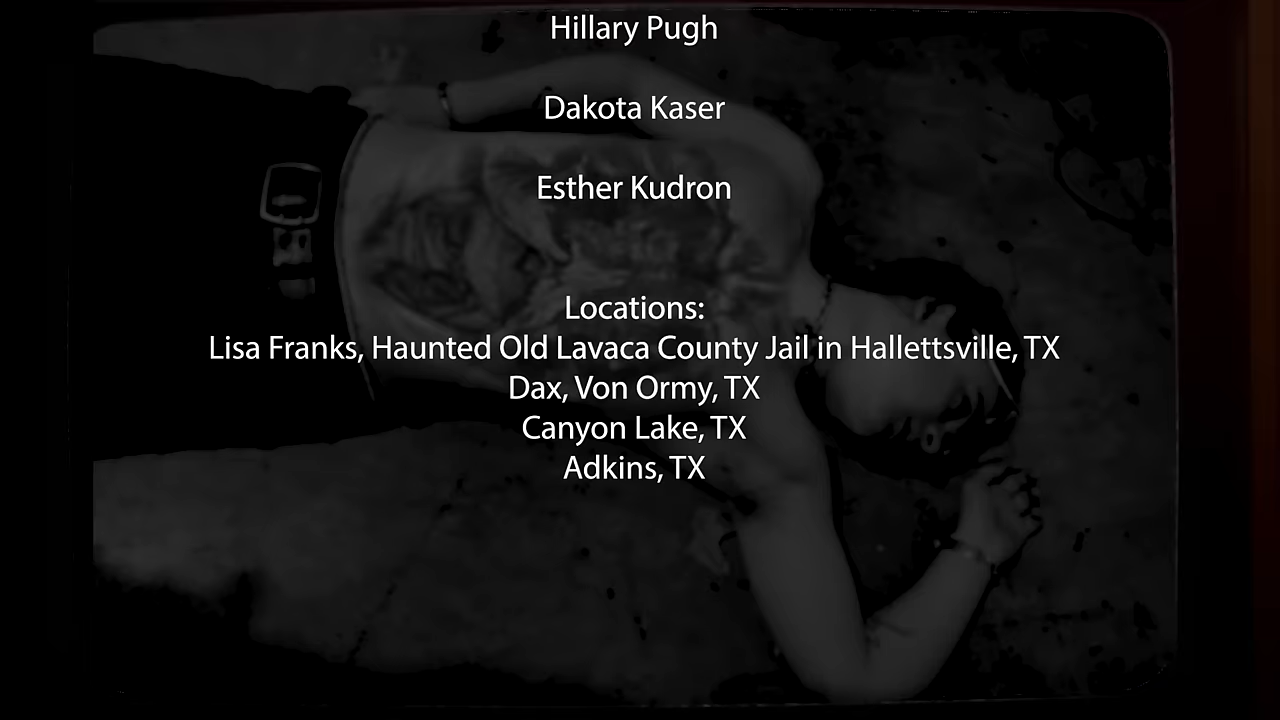 Hillary Pugh
Dakota Kaser
Esther Kudron
Locations:
Lisa Franks, Haunted Old Lavaca County Jail in Hallettsville, TX
Dax, Von Ormy, TX
Canyon Lake, TX
Adkins, TX